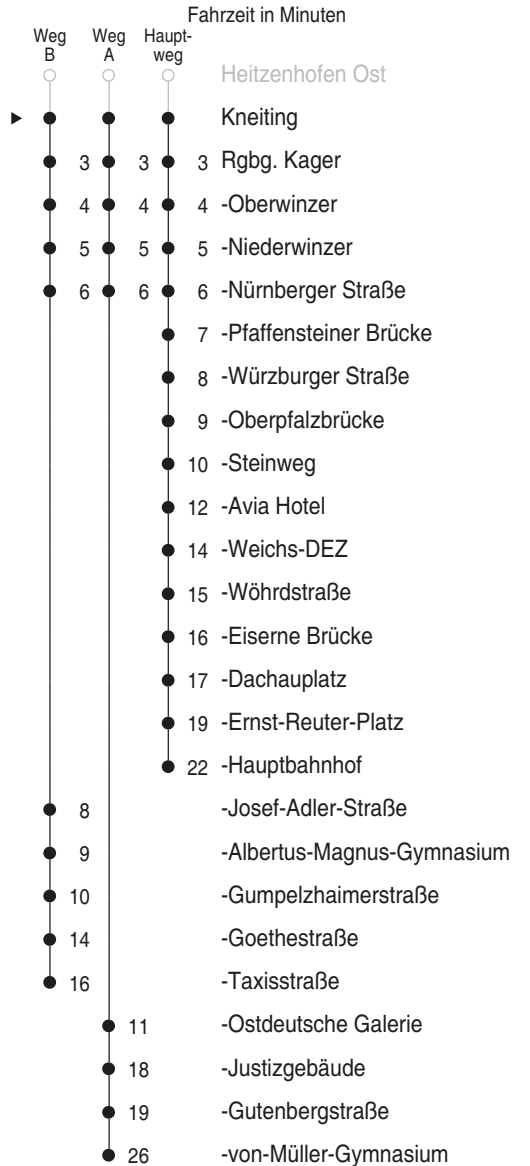 Fahrzeit in Minuten
Weg B Weg A Haupt-weg
Heitzenhofen Ost
Kneiting
3 3 3 Rgbg. Kager
4 4 4 -Oberwinzer
5 5 5 -Niederwinzer
6 6 6 -Nürnberger Straße
7 -Pfaffensteiner Brücke
8 -Würzburger Straße
9 -Oberpfalzbrücke
10 -Steinweg
12 -Avia Hotel
14 -Weichs-DEZ
15 -Wöhrdstraße
16 -Eiserne Brücke
17 -Dachauplatz
19 -Ernst-Reuter-Platz
22 -Hauptbahnhof
8 -Josef-Adler-Straße
9 -Albertus-Magnus-Gymnasium
10 -Gumpelzhaimerstraße
14 -Goethestraße
16 -Taxisstraße
11 -Ostdeutsche Galerie
18 -Justizgebäude
19 -Gutenbergstraße
26 -von-Müller-Gymnasium